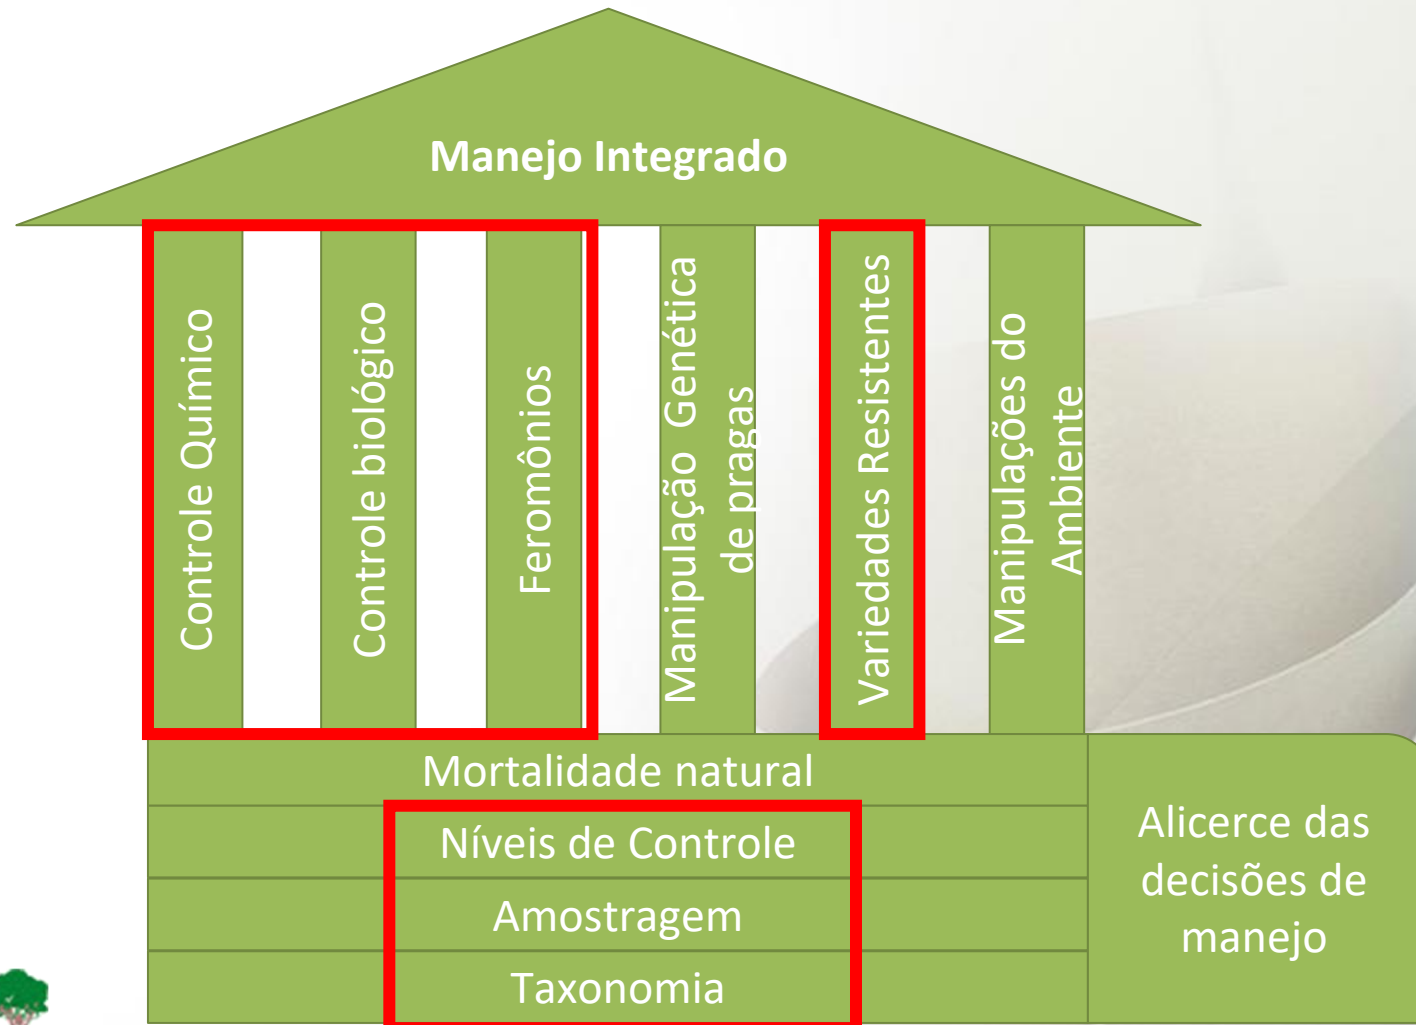 Manejo Integrado
Controle Químico
Controle biológico
Feromônios
Manipulação Genética
de pragas
Variedades Resistentes
Manipulações do
Ambiente
Mortalidade natural
Níveis de Controle
Amostragem
Taxonomia
Alicerce das
decisões de
manejo